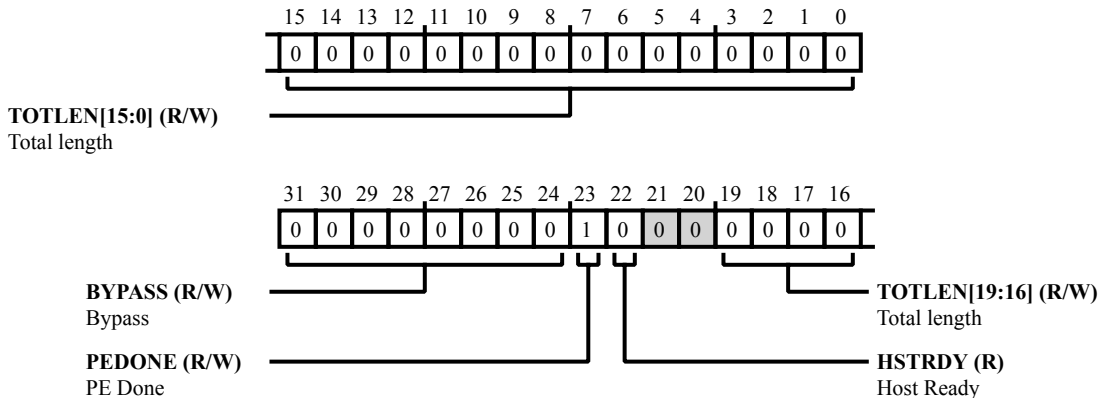 15 14 13 12 11 10 9 8 7 6 5 4 3 2 1 0
0 0 0 0 0 0 0 0 0 0 0 0 0 0 0 0
TOTLEN[15:0] (R/W)
Total length
31 30 29 28 27 26 25 24 23 22 21 20 19 18 17 16
0 0 0 0 0 0 0 0 1 0 0 0 0 0 0 0
BYPASS (R/W)
Bypass
TOTLEN[19:16] (R/W)
Total length
PEDONE (R/W)
PE Done
HSTRDY (R)
Host Ready